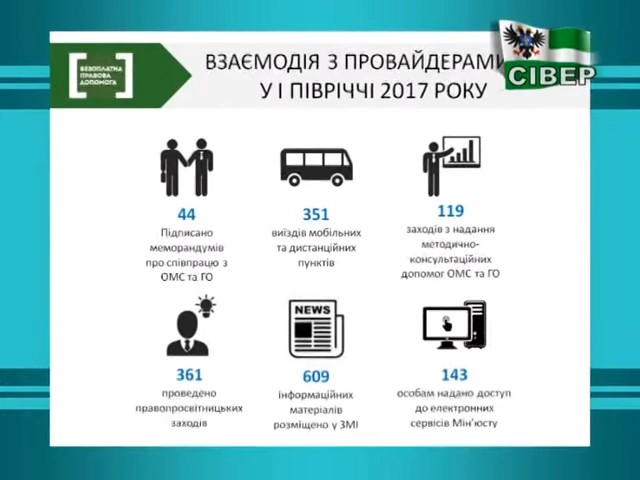 БЕЗОПЛАТНА
ПРАВОВА
ДОПОМОГА
ВЗАЄМОДІЯ З ПРОВАЙДЕРАМИ
У І ПІВРІЧЧІ 2017 РОКУ
СІВЕР
44
Підписано
меморандумів
про співпрацю з
ОМС та ГО
351
виїздів мобільних
та дистанційних
пунктів
119
заходів з надання
методично-
консультаційних
допомог ОМС та ГО
361
проведено
правопросвітницьких
заходів
NEWS
609
інформаційних
матеріалів
розміщено у ЗМІ
143
особам надано доступ
до електронних
сервісів Мін'юсту